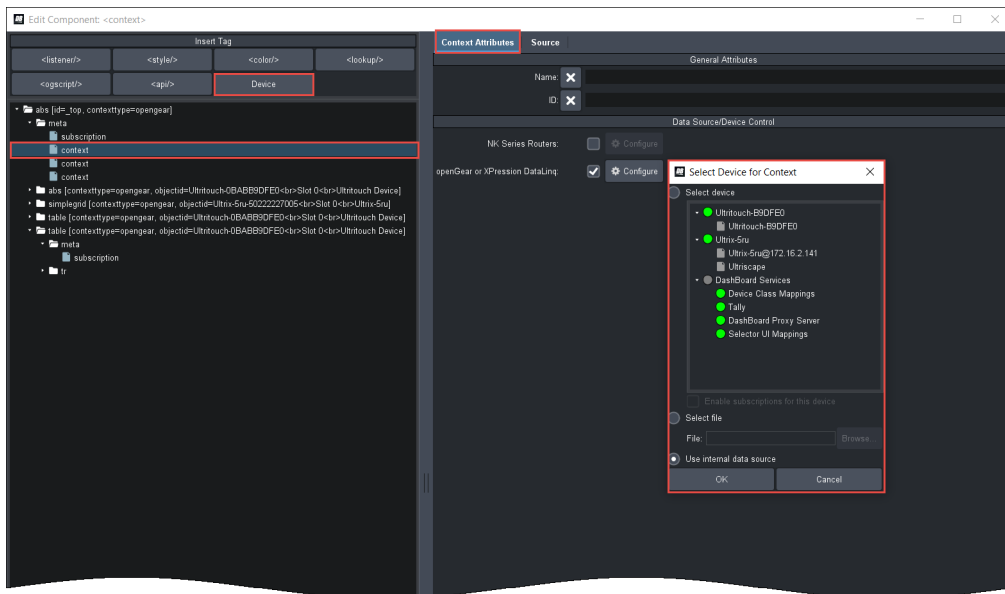 Edit Component: <context>
Insert Tag
<listener/>
<style/>
<color/>
<lookup/>
<ogscript/>
<api/>
Device
abs [id=_top, contexttype=opengear]
meta
subscription
context
context
context
abs [contexttype=opengear, objectid=Ultritouch-0BABB9DFE0<br>Slot 0<br>Ultritouch Device]
simplegrid [contexttype=opengear, objectid=Ultrix-5ru-50222227005<br>Slot 0<br>Ultrix-5ru]
table [contexttype=opengear, objectid=Ultritouch-0BABB9DFE0<br>Slot 0<br>Ultritouch Device]
table [contexttype=opengear, objectid=Ultritouch-0BABB9DFE0<br>Slot 0<br>Ultritouch Device]
meta
subscription
tr
Context Attributes
Source
General Attributes
Name:
ID:
Data Source/Device Control
NK Series Routers:
Configure
openGear or XPression DataLinq:
Configure
Select Device for Context
Select device
Ultritouch-B9DFE0
Ultritouch-B9DFE0
Ultrix-5ru
Ultrix-5ru@172.16.2.141
Ultriscape
DashBoard Services
Device Class Mappings
Tally
DashBoard Proxy Server
Selector UI Mappings
Enable subscriptions for this device
Select file
File:
Browse...
Use internal data source
OK
Cancel